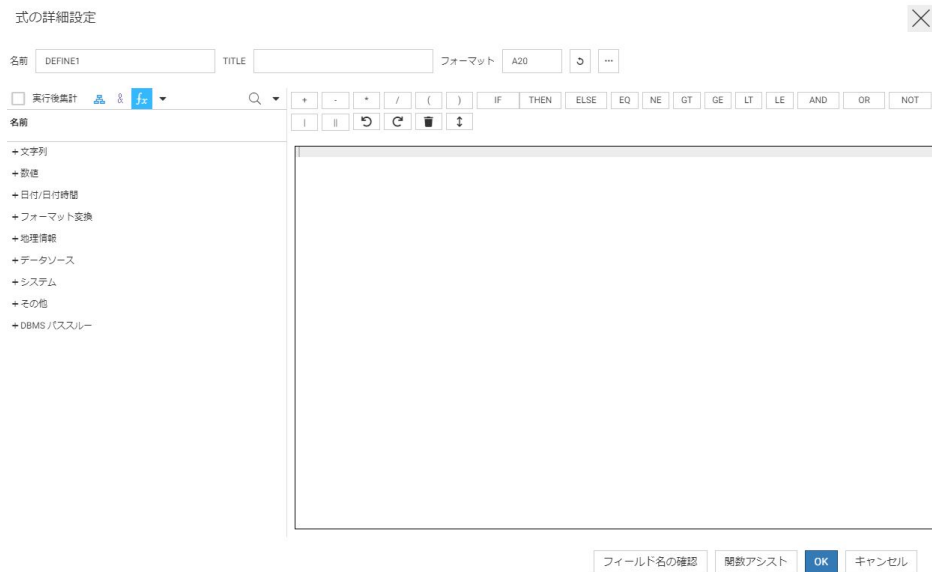 式の詳細設定
名前 DEFINE1 TITLE フォーマット A20 ...
実行後集計 & fx
+ - * / ( ) IF THEN ELSE EQ NE GT GE LT LE AND OR NOT
| ||
名前
+文字列
+数値
+日付/日付時間
+フォーマット変換
+地理情報
+データソース
+システム
+その他
+DBMS パススルー
フィールド名の確認 関数アシスト OK キャンセル